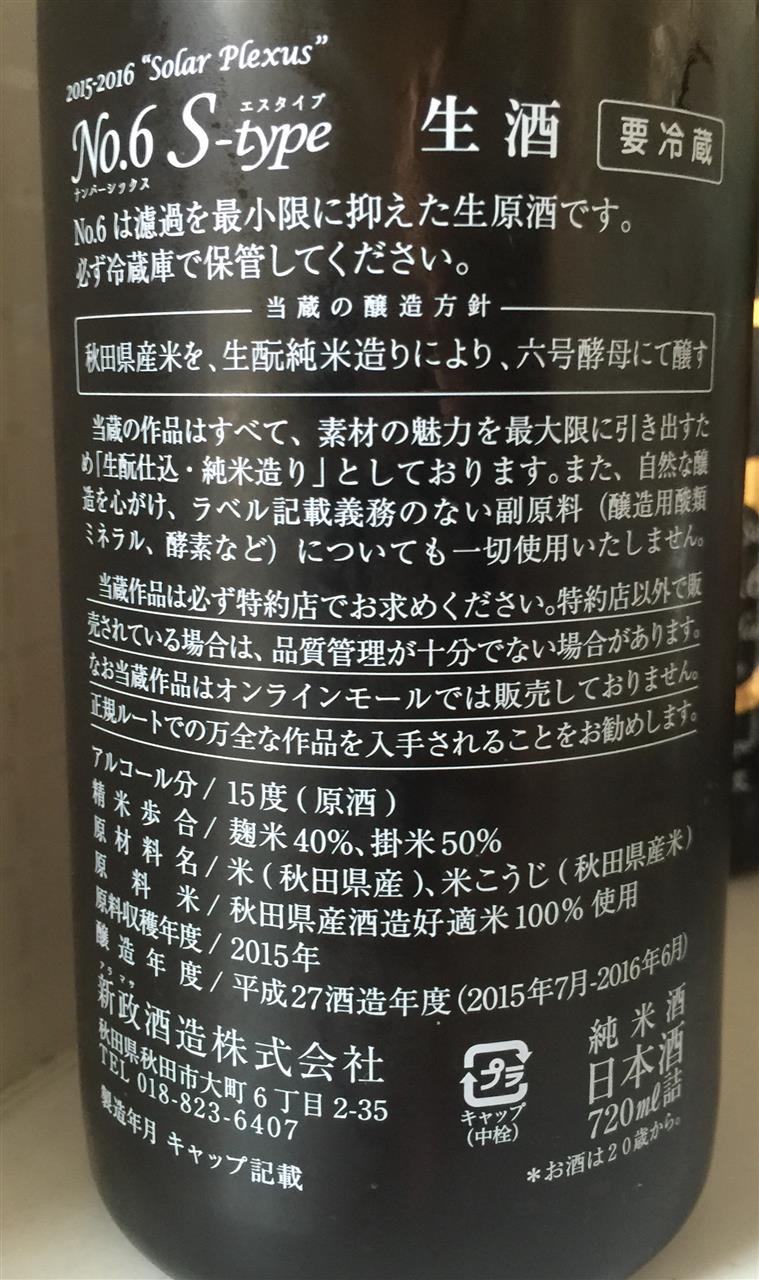 2015-2016 “Solar Plexus”
エスタイプ
No.6 S-type 生酒 要冷蔵
ナンバーシックス
No.6 は濾過を最小限に抑えた生原酒です。
必ず冷蔵庫で保管してください。
当蔵の醸造方針
秋田県産米を、生酛純米造りにより、六号酵母にて醸す
当蔵の作品はすべて、素材の魅力を最大限に引き出すた
め「生酛仕込・純米造り」としております。また、自然な醸
造を心がけ、ラベル記載義務のない副原料（醸造用酸類
ミネラル、酵素など）についても一切使用いたしません。
当蔵作品は必ず特約店でお求めください。特約店以外で販
売されている場合は、品質管理が十分でない場合があります。
なお当蔵作品はオンラインモールでは販売しておりません。
正規ルートでの万全な作品を入手されることをお勧めします。
アルコール分 / 15度 ( 原酒 )
精米歩合 / 麹米 40%、掛米 50%
原材料名 / 米 ( 秋田県産 )、米こうじ ( 秋田県産米 )
原料米 / 秋田県産酒造好適米 100% 使用
原料収穫年度 / 2015年
醸造年度 / 平成27酒造年度 (2015年7月-2016年6月)
アラマサ
新政酒造株式会社
秋田県秋田市大町 6 丁目 2-35
TEL 018-823-6407
製造年月 キャップ記載
プラ
キャップ
(中栓)
純米酒
日本酒
720ml詰
＊お酒は２０歳から。